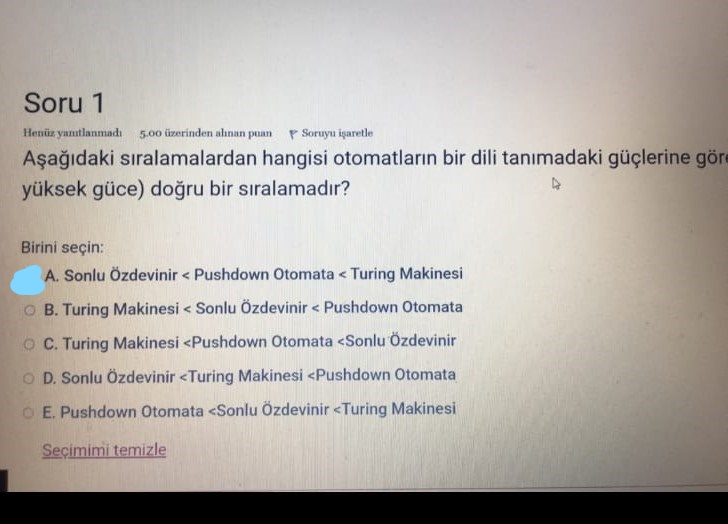 Soru 1
Henüz yanıtlanmadı 5.00 üzerinden alınan puan Soruyu işaretle
Aşağıdaki sıralamalardan hangisi otomatların bir dili tanımadaki güçlerine gör
yüksek güce) doğru bir sıralamadır?
Birini seçin:
A. Sonlu Özdevinir < Pushdown Otomata < Turing Makinesi
B. Turing Makinesi < Sonlu Özdevinir < Pushdown Otomata
C. Turing Makinesi <Pushdown Otomata <Sonlu Özdevinir
D. Sonlu Özdevinir <Turing Makinesi <Pushdown Otomata
E. Pushdown Otomata <Sonlu Özdevinir <Turing Makinesi
Seçimimi temizle